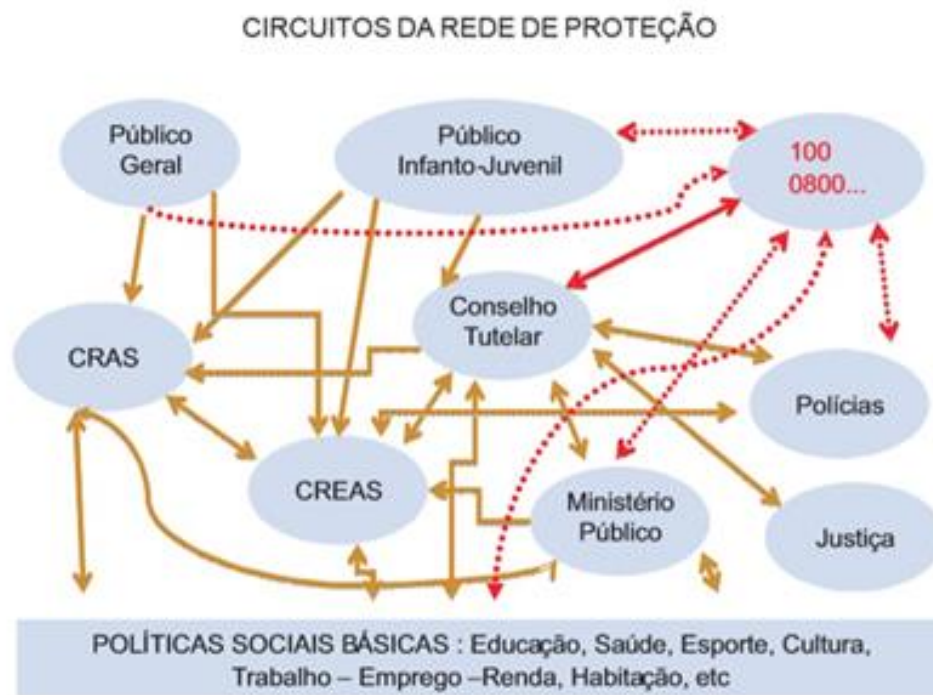 CIRCUITOS DA REDE DE PROTEÇÃO
Público
Geral
Público
Infanto-Juvenil
100
0800...
Conselho
Tutelar
CRAS
Polícias
CREAS
Ministério
Público
Justiça
POLÍTICAS SOCIAIS BÁSICAS : Educação, Saúde, Esporte, Cultura,
Trabalho – Emprego –Renda, Habitação, etc